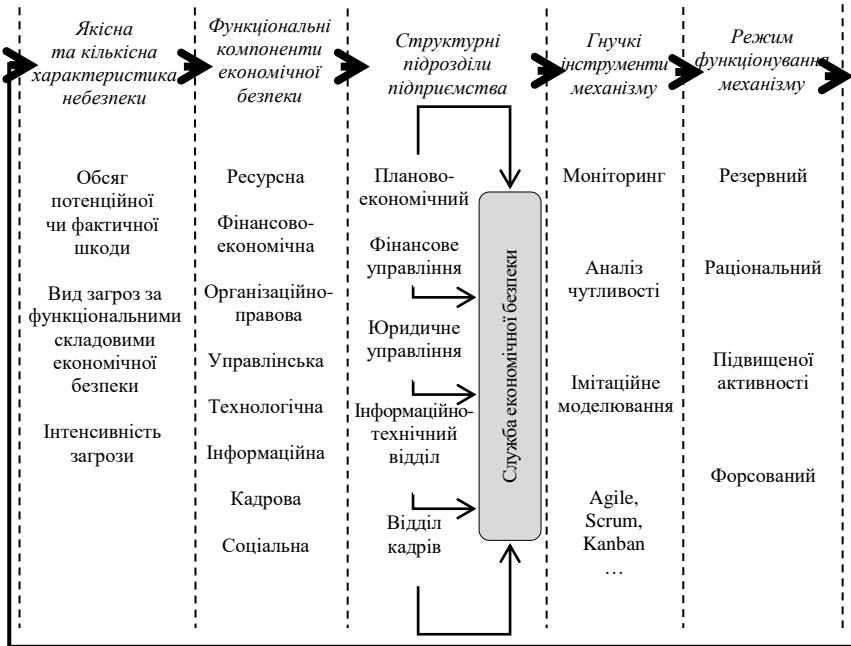 Якісна
та кількісна
характеристика
небезпеки
Функціональні
компоненти
економічної
безпеки
Структурні
підрозділи
підприємства
Гнучкі
інструменти
механізму
Режим
функціонування
механізму
Обсяг
потенційної
чи фактичної
шкоди
Вид загроз за
функціональними
складовими
економічної
безпеки
Інтенсивність
загрози
Ресурсна
Фінансово-
економічна
Організаційно-
правова
Управлінська
Технологічна
Інформаційна
Кадрова
Соціальна
Планово-
економічний
Фінансове
управління
Юридичне
управління
Інформаційно-
технічний
відділ
Відділ
кадрів
Служба економічної безпеки
Моніторинг
Аналіз
чутливості
Імітаційне
моделювання
Agile,
Scrum,
Kanban
…
Резервний
Раціональний
Підвищеної
активності
Форсований